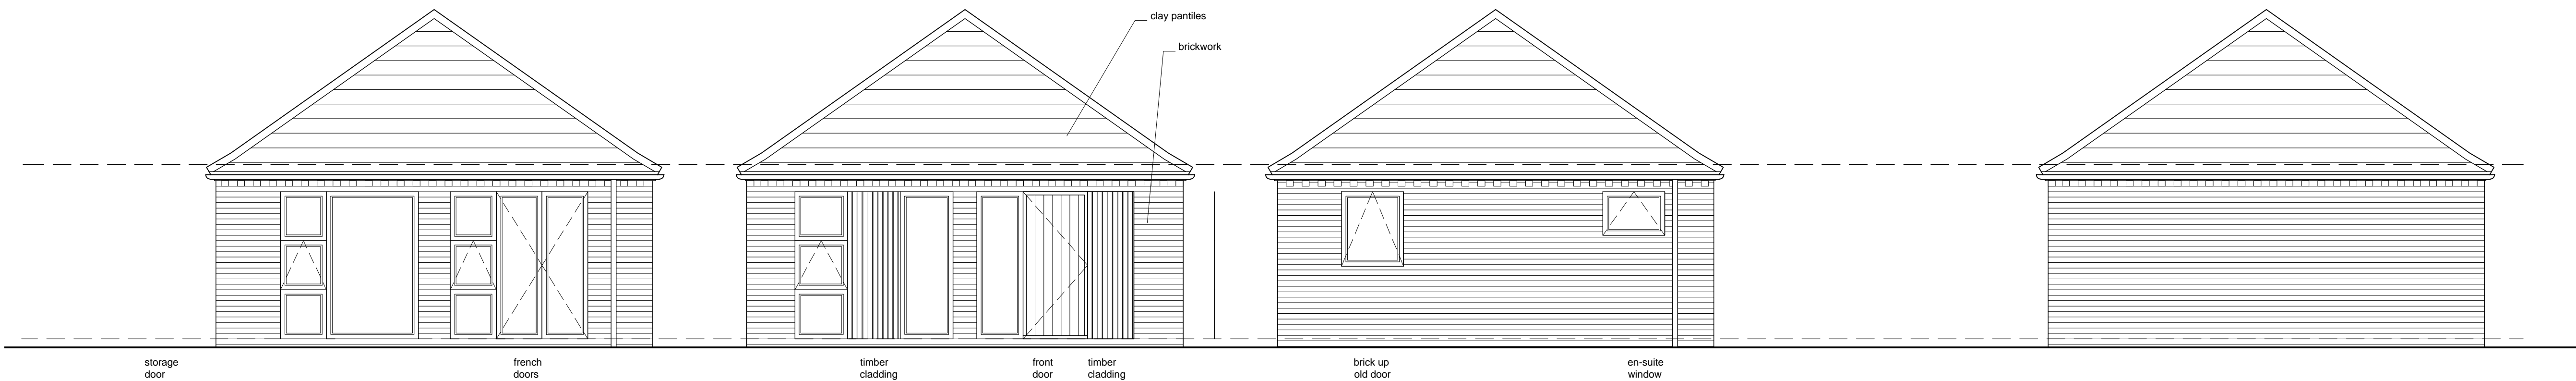 clay pantiles
brickwork
storage
door
french
doors
timber
cladding
front
door
timber
cladding
brick up
old door
en-suite
window